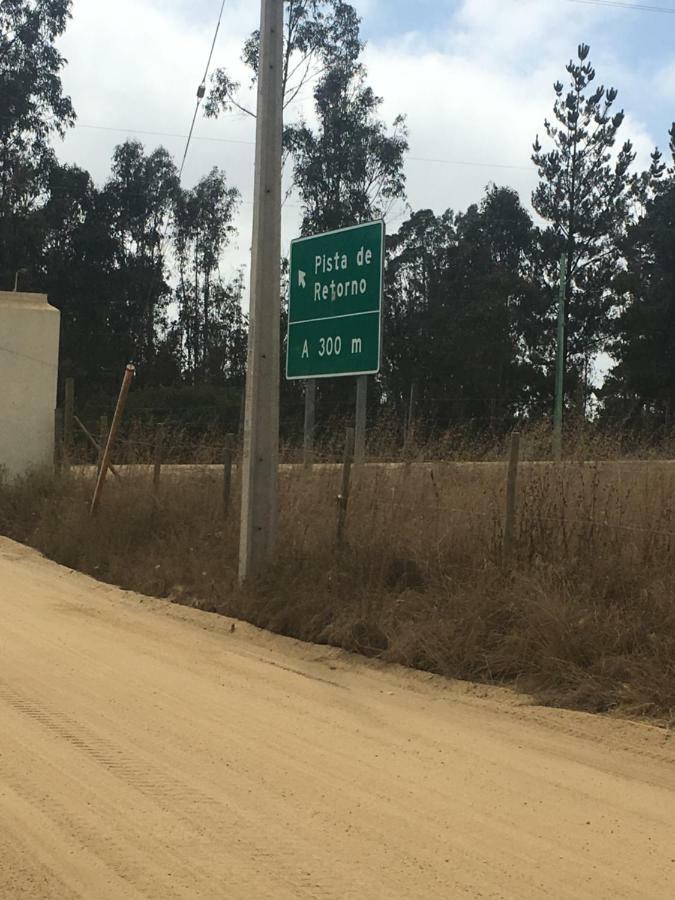 Pista de
Retorno
A 300 m